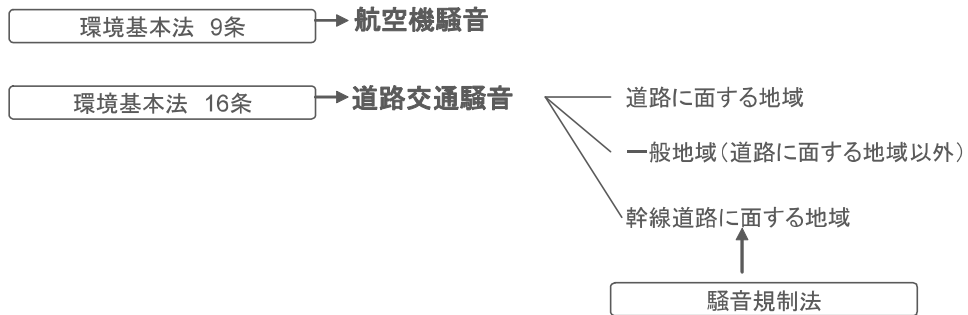 環境基本法 9条
航空機騒音
環境基本法 16条
道路交通騒音
道路に面する地域
一般地域(道路に面する地域以外)
幹線道路に面する地域
騒音規制法